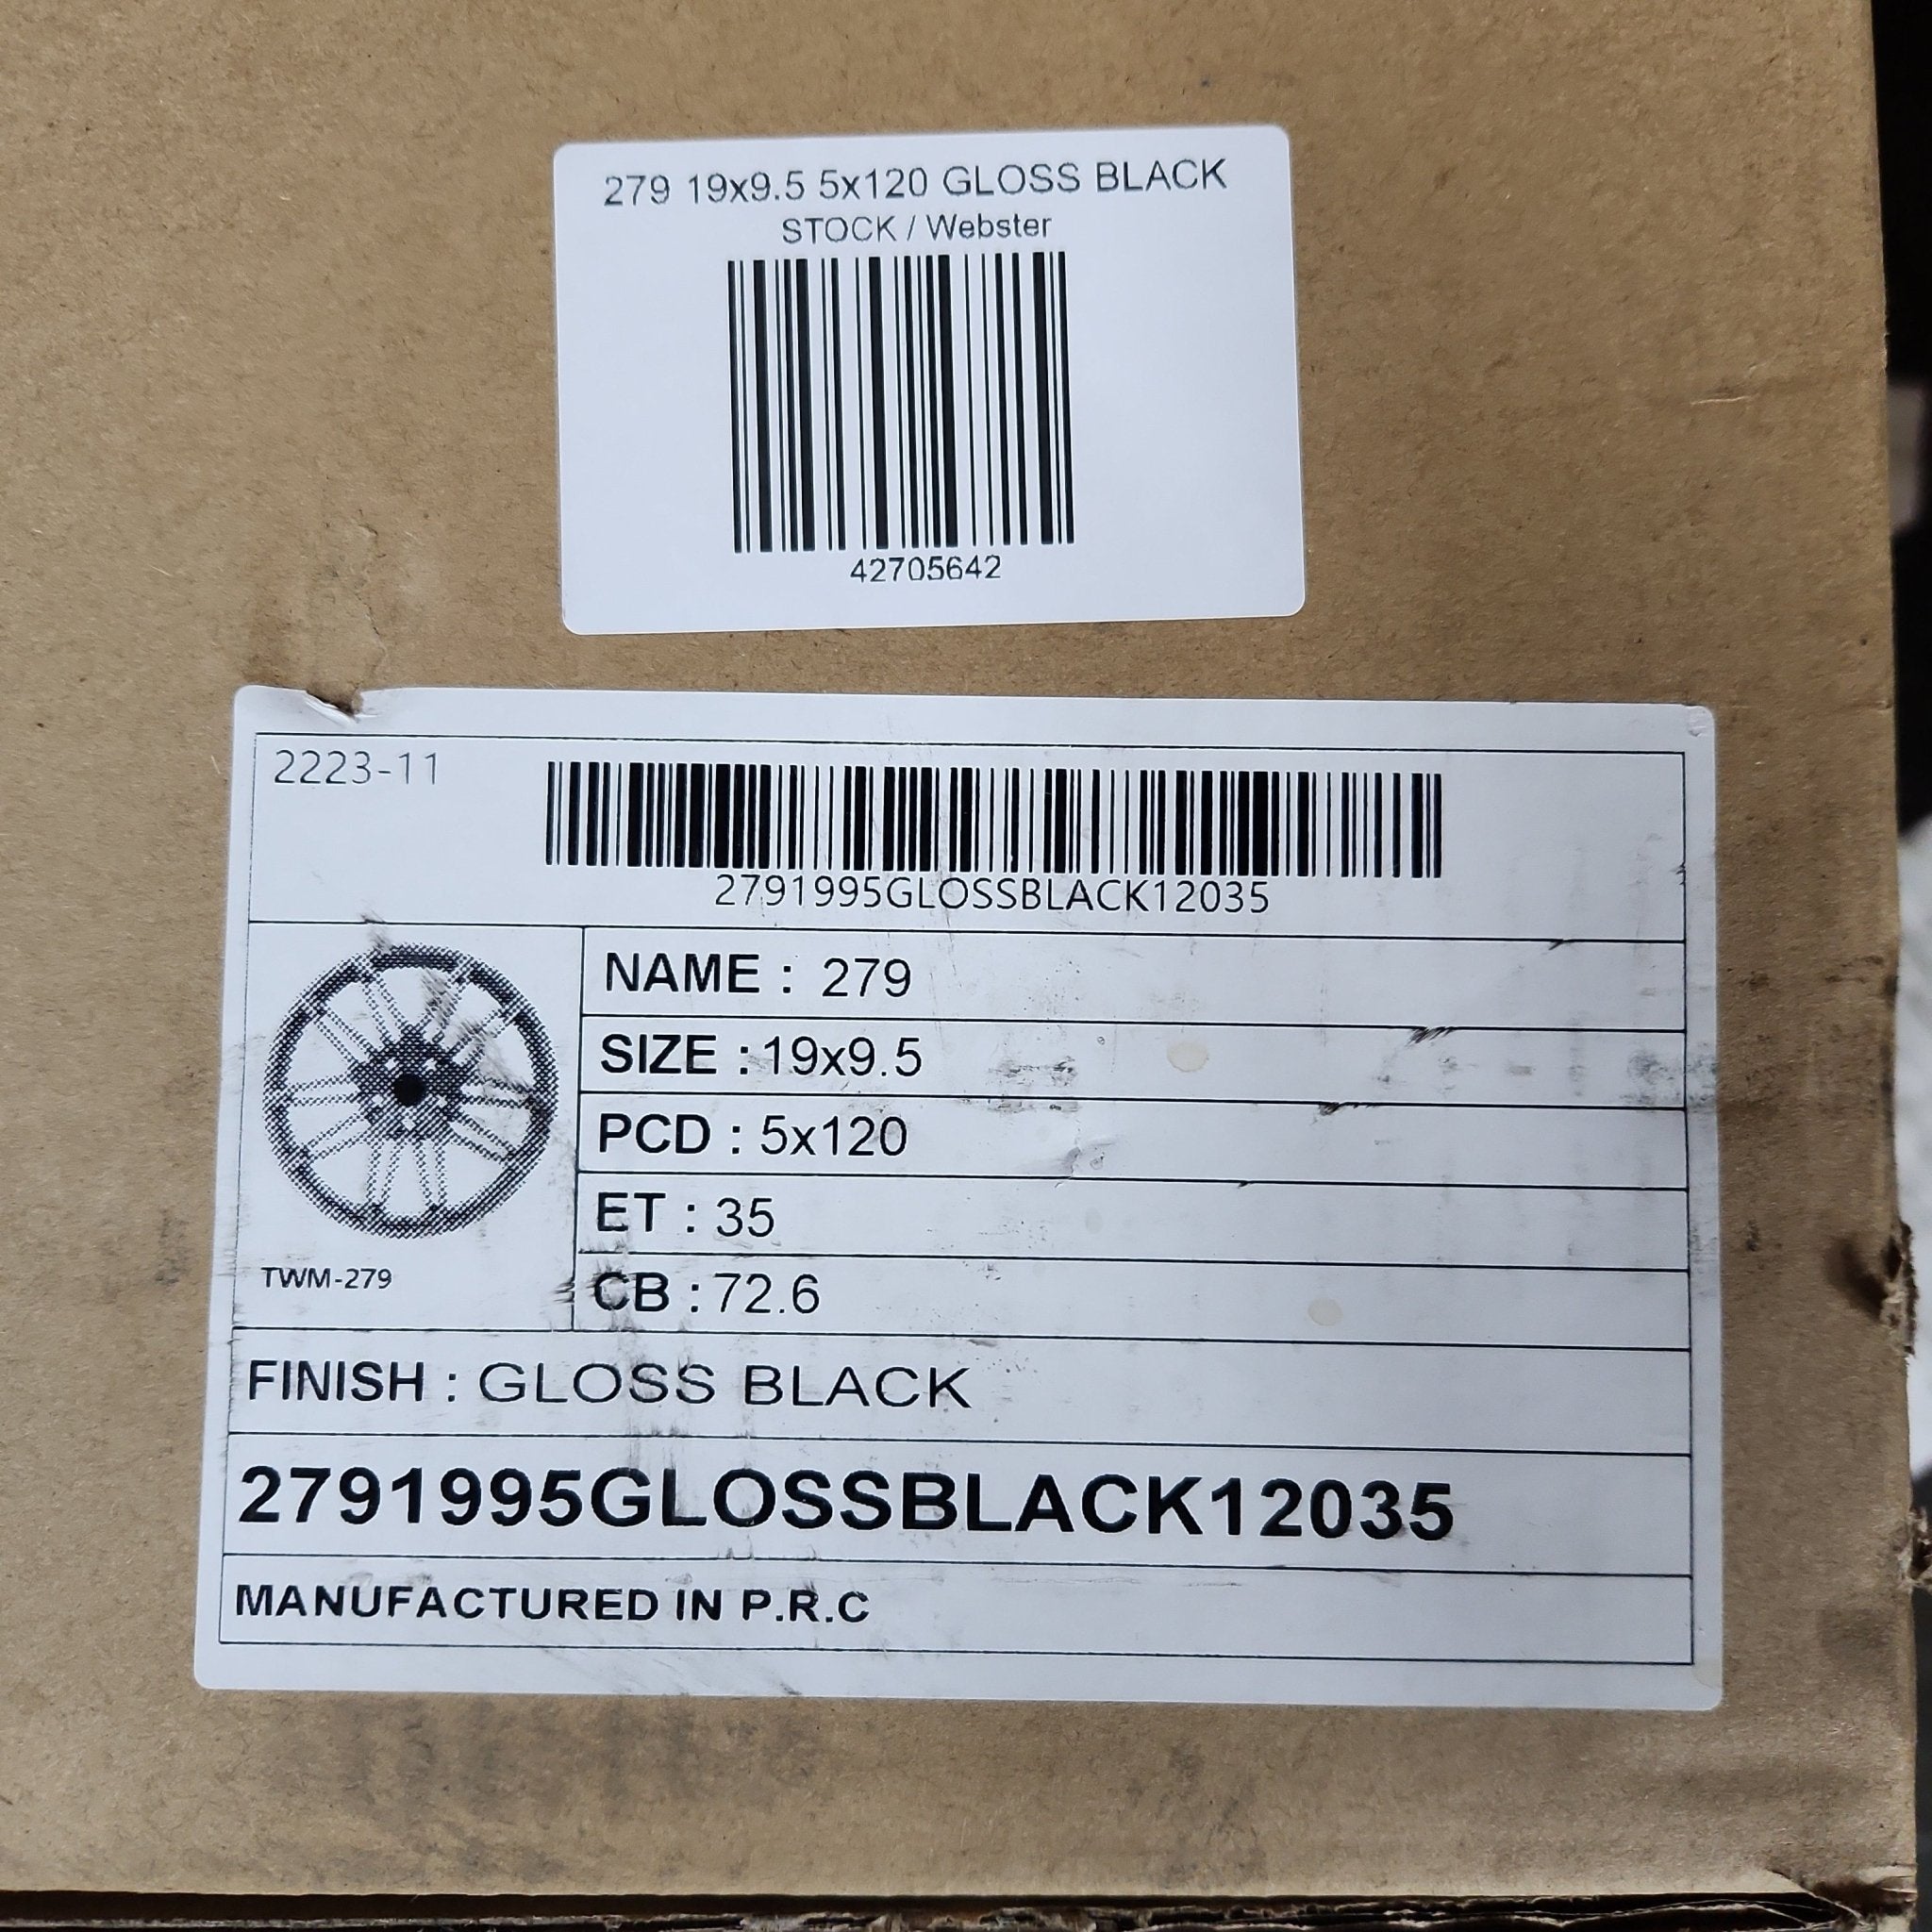 279 19x9.5 5x120 GLOSS BLACK
STOCK / Webster
42705642
2223-11
2791995GLOSSBLACK12035
NAME : 279
SIZE : 19x9.5
PCD : 5x120
ET : 35
CB : 72.6
TWM-279
FINISH : GLOSS BLACK
2791995GLOSSBLACK12035
MANUFACTURED IN P.R.C